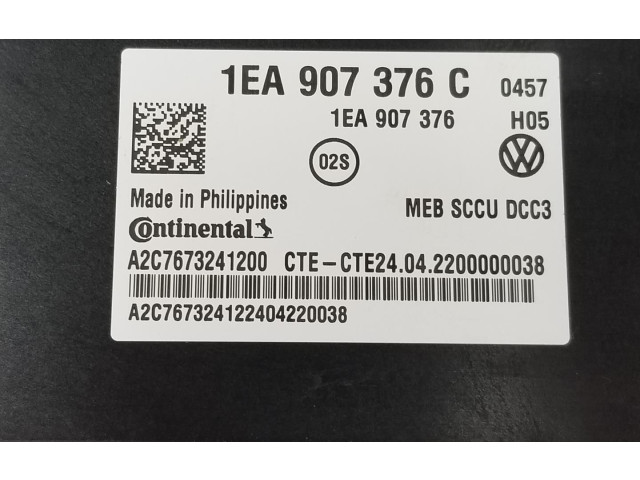 1EA 907 376 C 0457
1EA 907 376 H05
02S
Made in Philippines
MEB SCCU DCC3
Continental
A2C7673241200 CTE-CTE24.04.2200000038
A2C767324122404220038